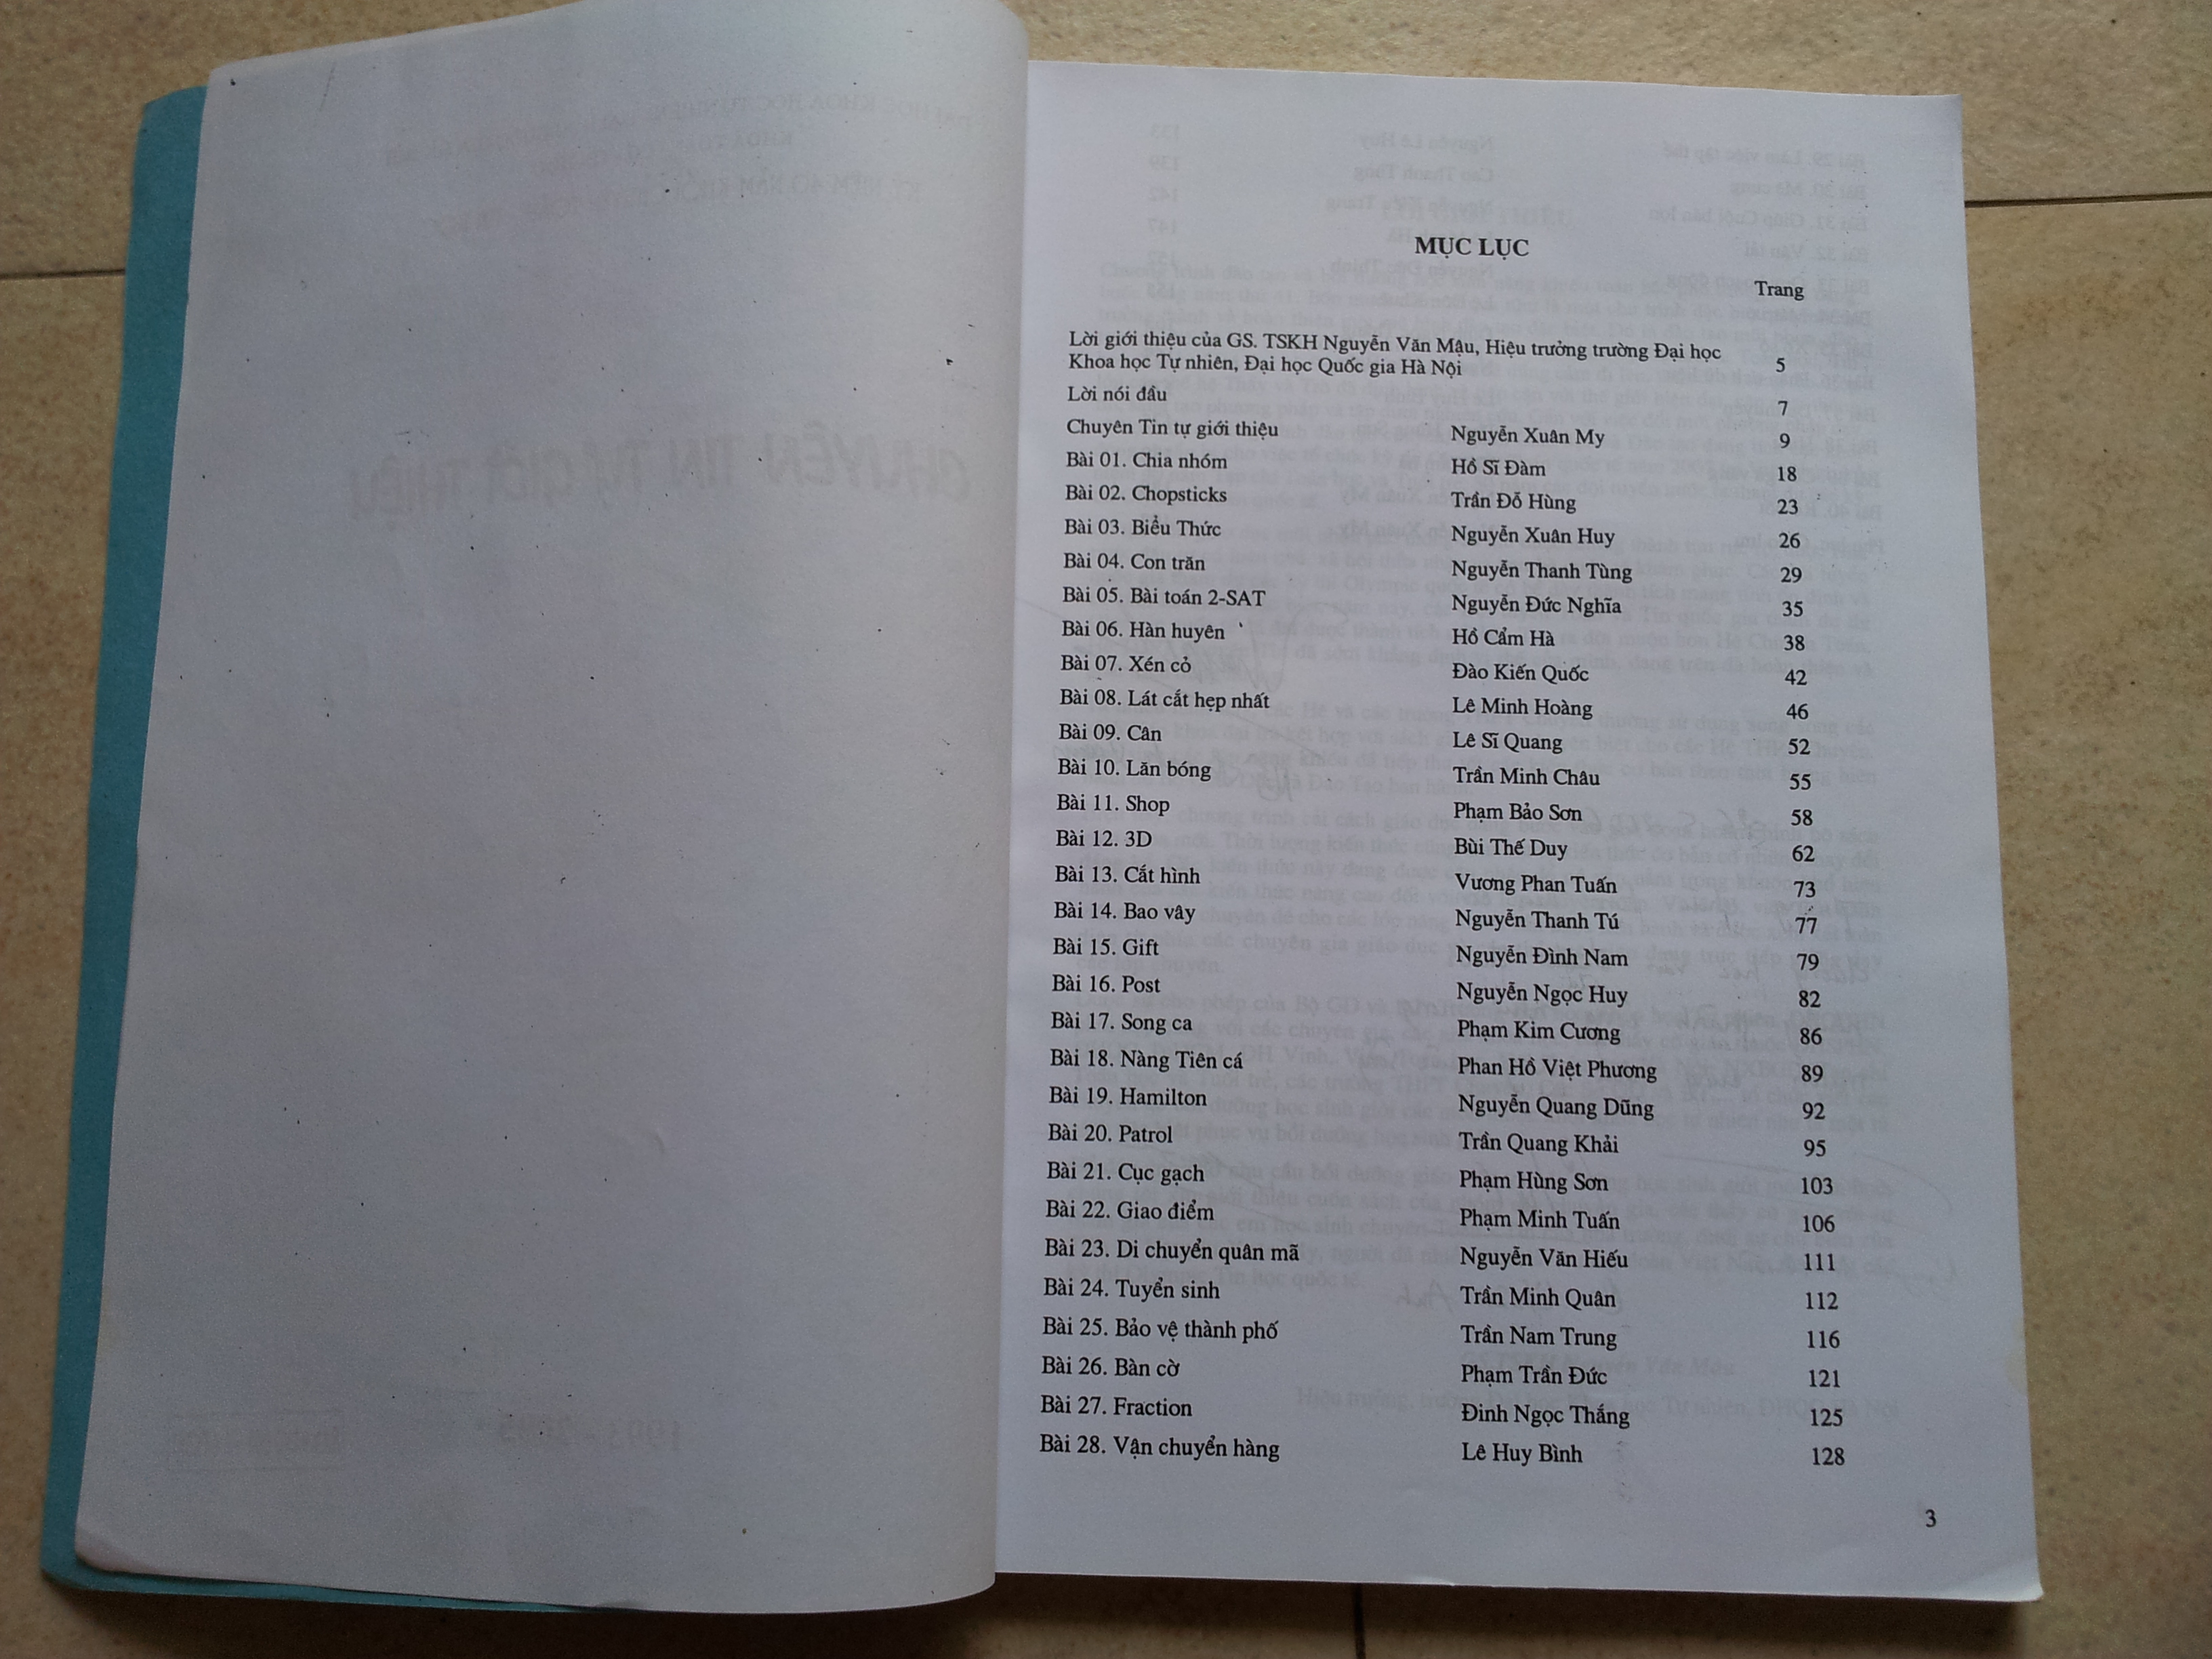 MỤC LỤC
Trang
Lời giới thiệu của GS. TSKH Nguyễn Văn Mậu, Hiệu trưởng trường Đại học
Khoa học Tự nhiên, Đại học Quốc gia Hà Nội 5
Lời nói đầu 7
Chuyên Tin tự giới thiệu Nguyễn Xuân My 9
Bài 01. Chia nhóm Hồ Sĩ Đàm 18
Bài 02. Chopsticks Trần Đỗ Hùng 23
Bài 03. Biểu Thức Nguyễn Xuân Huy 26
Bài 04. Con trăn Nguyễn Thanh Tùng 29
Bài 05. Bài toán 2-SAT Nguyễn Đức Nghĩa 35
Bài 06. Hàn huyên Hồ Cẩm Hà 38
Bài 07. Xén cỏ Đào Kiến Quốc 42
Bài 08. Lát cắt hẹp nhất Lê Minh Hoàng 46
Bài 09. Cân Lê Sĩ Quang 52
Bài 10. Lăn bóng Trần Minh Châu 55
Bài 11. Shop Phạm Bảo Sơn 58
Bài 12. 3D Bùi Thế Duy 62
Bài 13. Cắt hình Vương Phan Tuấn 73
Bài 14. Bao vây Nguyễn Thanh Tú 77
Bài 15. Gift Nguyễn Đình Nam 79
Bài 16. Post Nguyễn Ngọc Huy 82
Bài 17. Song ca Phạm Kim Cương 86
Bài 18. Nàng Tiên cá Phan Hồ Việt Phương 89
Bài 19. Hamilton Nguyễn Quang Dũng 92
Bài 20. Patrol Trần Quang Khải 95
Bài 21. Cục gạch Phạm Hùng Sơn 103
Bài 22. Giao điểm Phạm Minh Tuấn 106
Bài 23. Di chuyển quân mã Nguyễn Văn Hiếu 111
Bài 24. Tuyển sinh Trần Minh Quân 112
Bài 25. Bảo vệ thành phố Trần Nam Trung 116
Bài 26. Bàn cờ Phạm Trần Đức 121
Bài 27. Fraction Đinh Ngọc Thắng 125
Bài 28. Vận chuyển hàng Lê Huy Bình 128
3